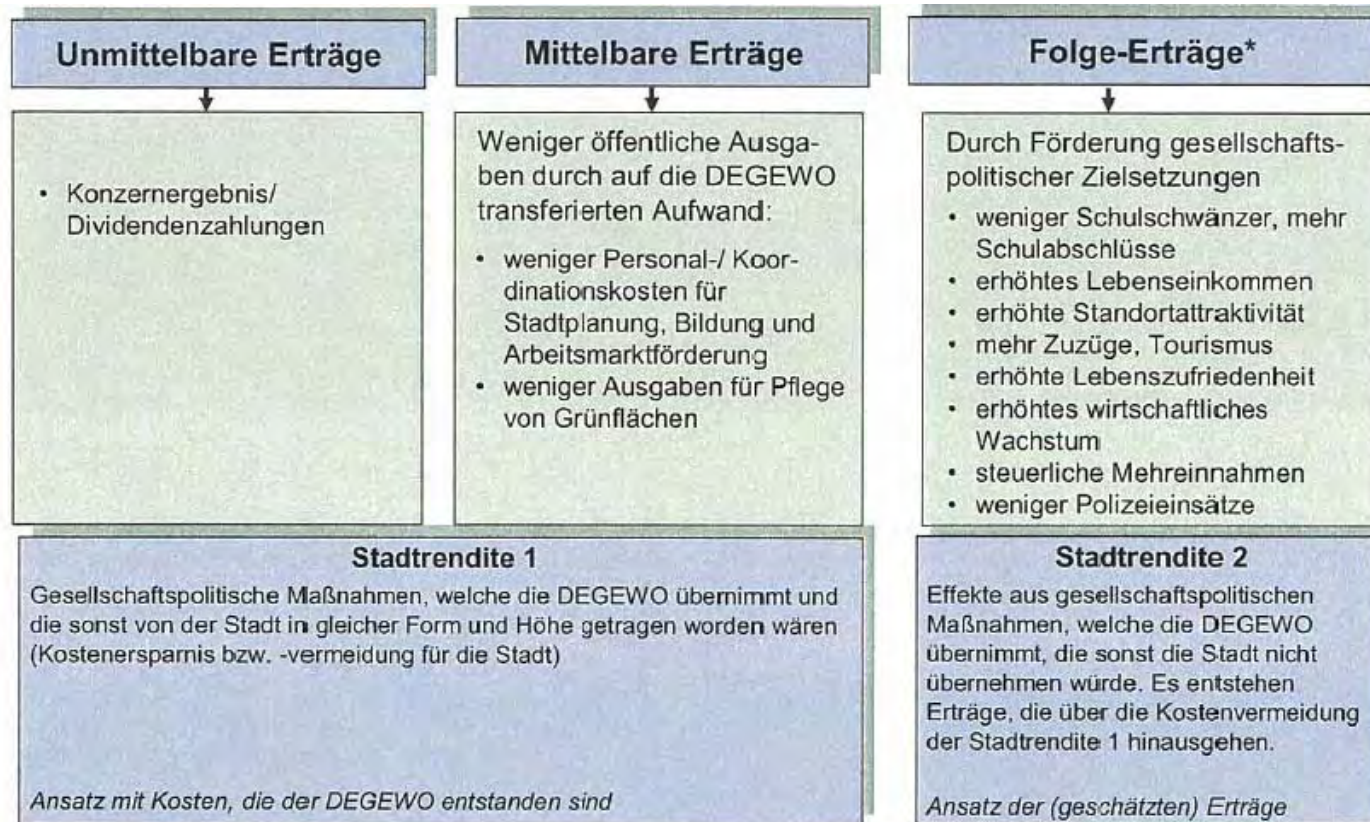 Unmittelbare Erträge
• Konzernergebnis/
Dividendenzahlungen
Mittelbare Erträge
Weniger öffentliche Ausga-
ben durch auf die DEGEWO
transferierten Aufwand:
• weniger Personal-/ Koor-
dinationskosten für
Stadtplanung, Bildung und
Arbeitsmarktförderung
• weniger Ausgaben für Pflege
von Grünflächen
Folge-Erträge*
Durch Förderung gesellschafts-
politischer Zielsetzungen
• weniger Schulschwänzer, mehr
Schulabschlüsse
• erhöhtes Lebenseinkommen
• erhöhte Standortattraktivität
• mehr Zuzüge, Tourismus
• erhöhte Lebenszufriedenheit
• erhöhtes wirtschaftliches
Wachstum
• steuerliche Mehreinnahmen
• weniger Polizeieinsätze
Stadtrendite 1
Gesellschaftspolitische Maßnahmen, welche die DEGEWO übernimmt und
die sonst von der Stadt in gleicher Form und Höhe getragen worden wären
(Kostenersparnis bzw. -vermeidung für die Stadt)
Ansatz mit Kosten, die der DEGEWO entstanden sind
Stadtrendite 2
Effekte aus gesellschaftspolitischen
Maßnahmen, welche die DEGEWO
übernimmt, die sonst die Stadt nicht
übernehmen würde. Es entstehen
Erträge, die über die Kostenvermeidung
der Stadtrendite 1 hinausgehen.
Ansatz der (geschätzten) Erträge